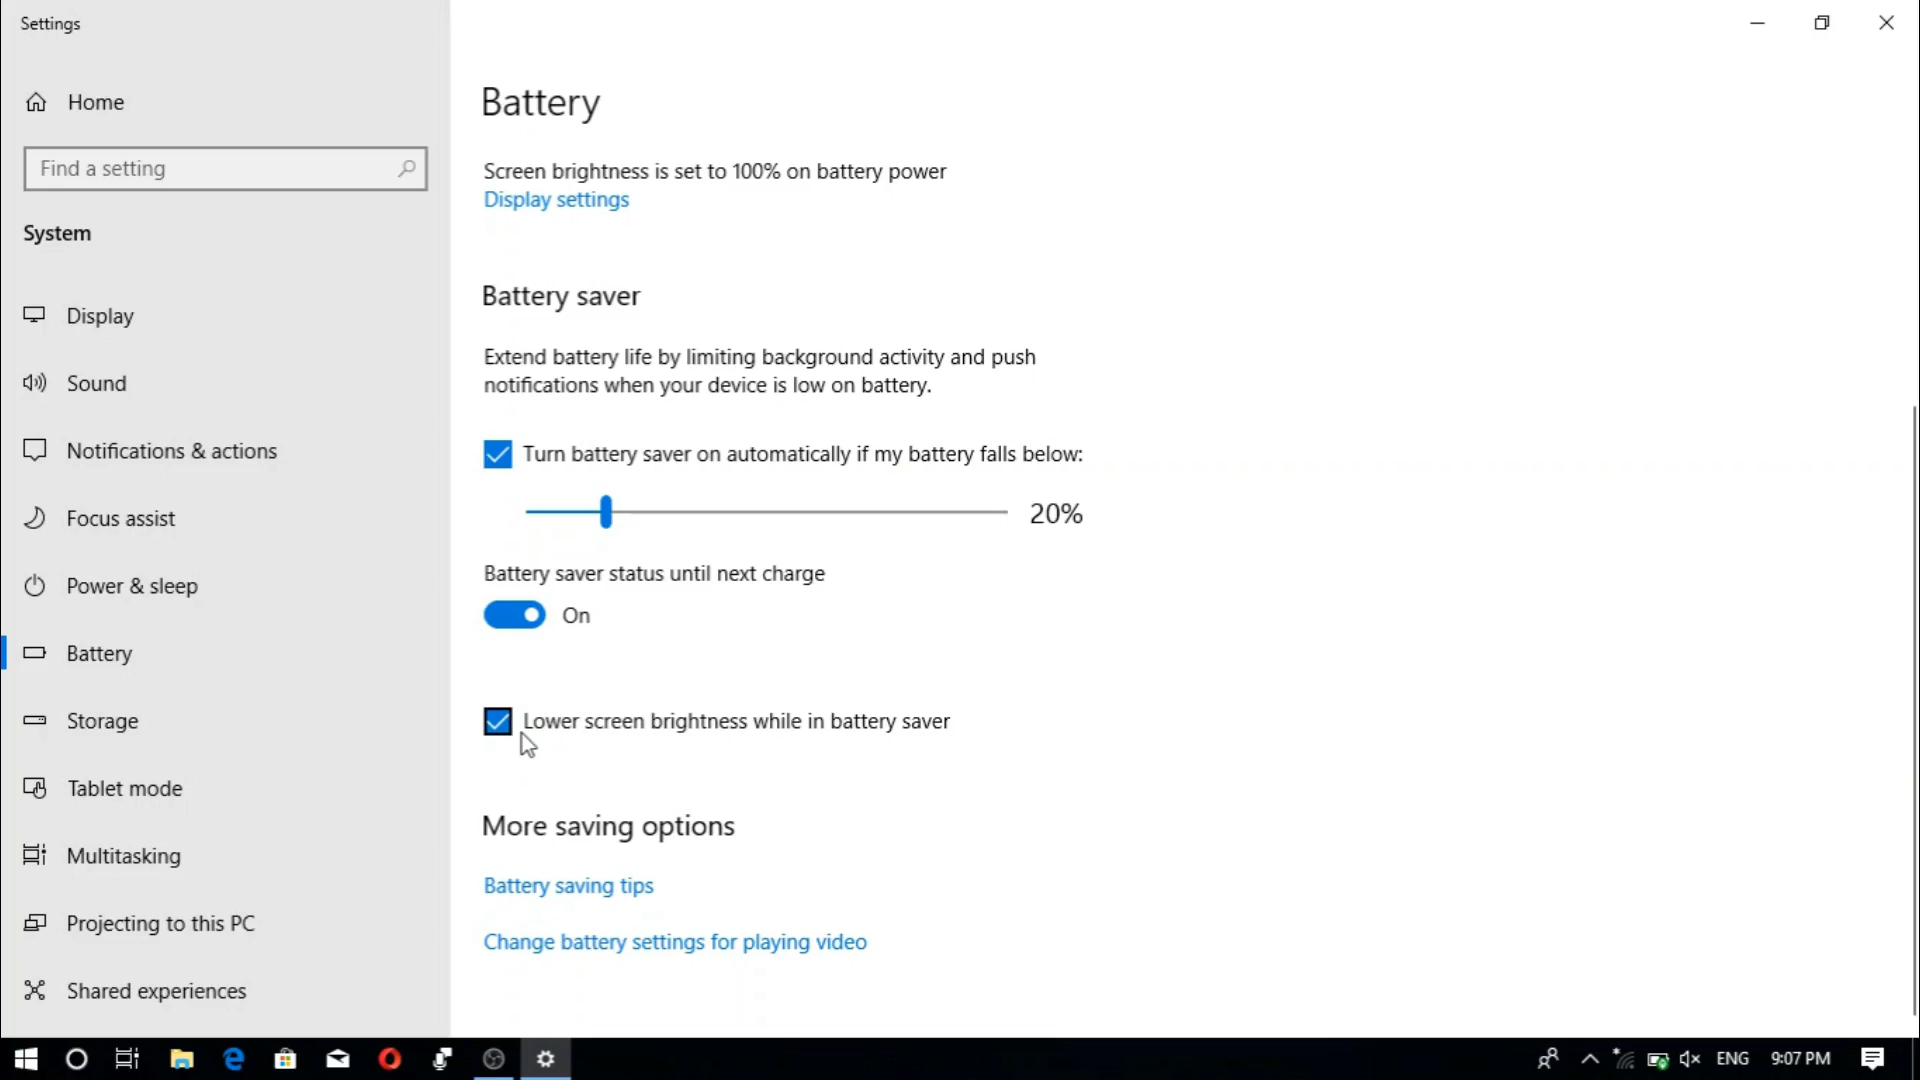 Settings
Home
Find a setting
System
Display
Sound
Notifications & actions
Focus assist
Power & sleep
Battery
Storage
Tablet mode
Multitasking
Projecting to this PC
Shared experiences
Battery
Screen brightness is set to 100% on battery power
Display settings
Battery saver
Extend battery life by limiting background activity and push
notifications when your device is low on battery.
Turn battery saver on automatically if my battery falls below:
20%
Battery saver status until next charge
On
Lower screen brightness while in battery saver
More saving options
Battery saving tips
Change battery settings for playing video
ENG
9:07 PM